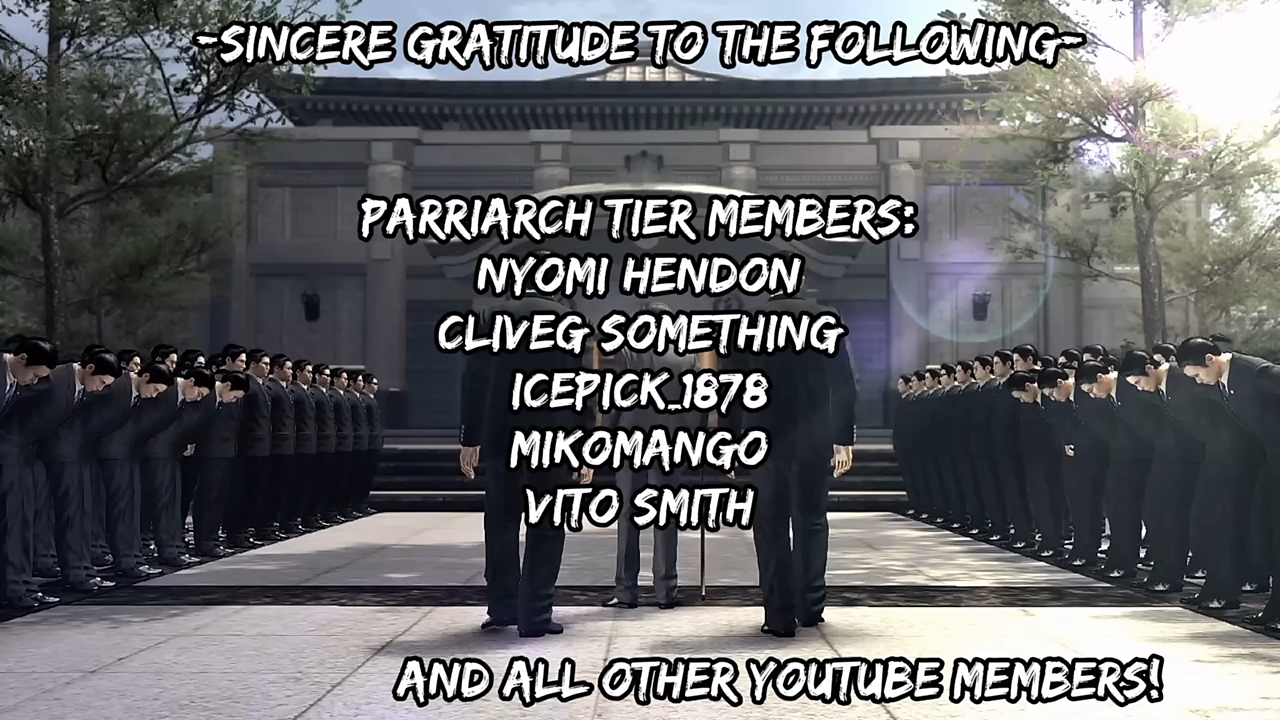 -SINCERE GRATITUDE TO THE FOLLOWING-
PARRIARCH TIER MEMBERS:
NYOMI HENDON
CLIVEG SOMETHING
ICEPICK_1878
MIKOMANGO
VITO SMITH
AND ALL OTHER YOUTUBE MEMBERS!